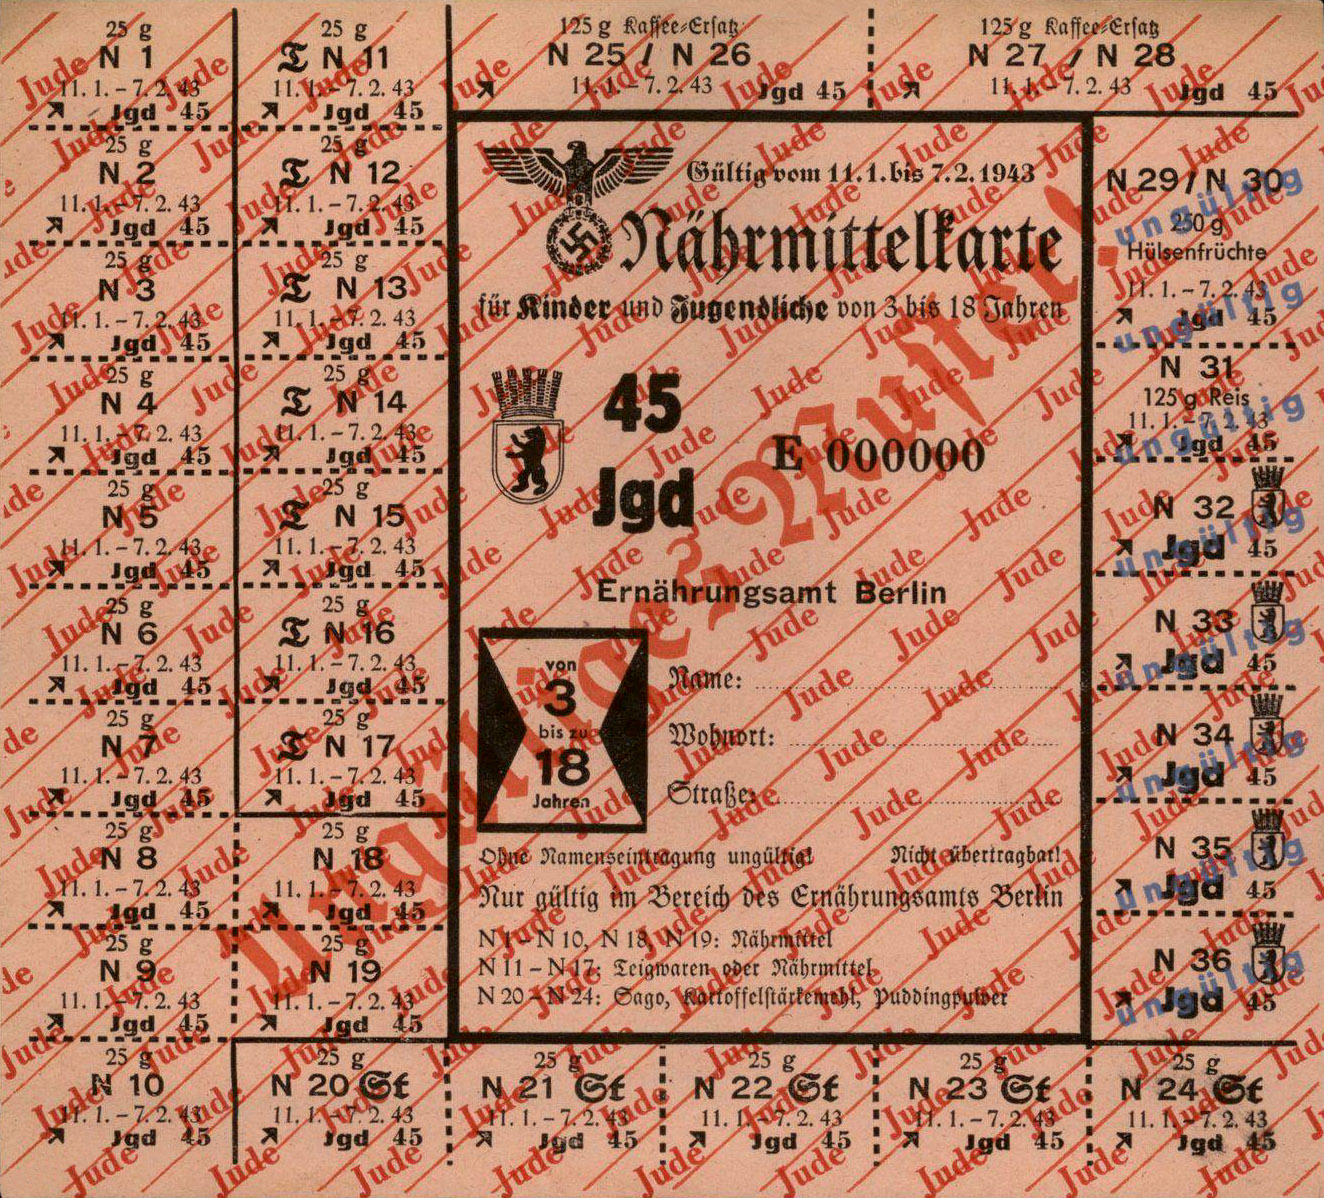 25 g
N 1
11. 1. – 7. 2. 43
Jgd 45
25 g
N 2
11. 1. – 7. 2. 43
Jgd 45
25 g
N 3
11. 1. – 7. 2. 43
Jgd 45
25 g
N 4
11. 1. – 7. 2. 43
Jgd 45
25 g
N 5
11. 1. – 7. 2. 43
Jgd 45
25 g
N 6
11. 1. – 7. 2. 43
Jgd 45
25 g
N 7
11. 1. – 7. 2. 43
Jgd 45
25 g
N 8
11. 1. – 7. 2. 43
Jgd 45
25 g
N 9
11. 1. – 7. 2. 43
Jgd 45
25 g
N 10
11. 1. – 7. 2. 43
Jgd 45
25 g
T N 11
11. 1. – 7. 2. 43
Jgd 45
25 g
T N 12
11. 1. – 7. 2. 43
Jgd 45
25 g
T N 13
11. 1. – 7. 2. 43
Jgd 45
25 g
T N 14
11. 1. – 7. 2. 43
Jgd 45
25 g
T N 15
11. 1. – 7. 2. 43
Jgd 45
25 g
T N 16
11. 1. – 7. 2. 43
Jgd 45
25 g
T N 17
11. 1. – 7. 2. 43
Jgd 45
25 g
N 18
11. 1. – 7. 2. 43
Jgd 45
25 g
N 19
11. 1. – 7. 2. 43
Jgd 45
25 g
N 20 St
11. 1. – 7. 2. 43
Jgd 45
125 g Kaffee-Ersatz
N 25 / N 26
11. 1. – 7. 2. 43
Jgd 45
125 g Kaffee-Ersatz
N 27 / N 28
11. 1. – 7. 2. 43
Jgd 45
Gültig vom 11. 1. bis 7. 2. 1943
Nährmittelkarte
für Kinder und Jugendliche von 3 bis 18 Jahren
45
Jgd
E 000000
Ernährungsamt Berlin
von
3
bis zu
18
Jahren
Name:
Wohnort:
Straße:
Ohne Namenseintragung ungültig! Nicht übertragbar!
Nur gültig im Bereich des Ernährungsamts Berlin
N 1 – N 10, N 18, N 19: Nährmittel
N 11 – N 17: Teigwaren oder Nährmittel
N 20 – N 24: Sago, Kartoffelstärkemehl, Puddingpulver
Ungültiges Muster!
25 g
N 21 St
11. 1. – 7. 2. 43
Jgd 45
25 g
N 22 St
11. 1. – 7. 2. 43
Jgd 45
25 g
N 23 St
11. 1. – 7. 2. 43
Jgd 45
25 g
N 24 St
11. 1. – 7. 2. 43
Jgd 45
N 29 / N 30
ungültig
250 g
Hülsenfrüchte
11. 1. – 7. 2. 43
ungültig
Jgd 45
N 31
125 g Reis
11. 1. – 7. 2. 43
ungültig
Jgd 45
N 32
ungültig
Jgd 45
N 33
ungültig
Jgd 45
N 34
ungültig
Jgd 45
N 35
ungültig
Jgd 45
N 36
ungültig
Jgd 45
Jude